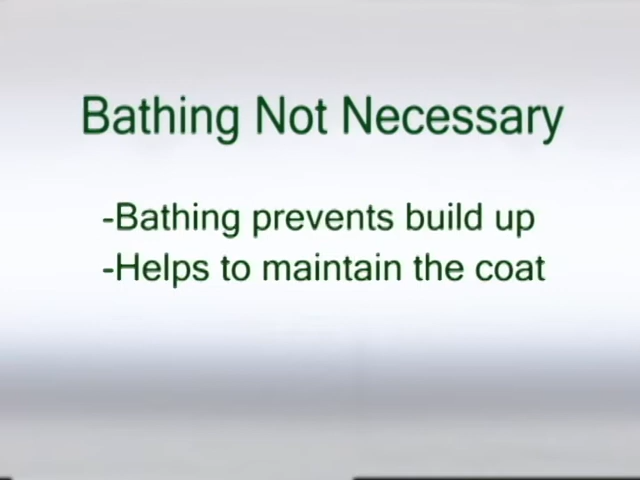 Bathing Not Necessary
-Bathing prevents build up
-Helps to maintain the coat